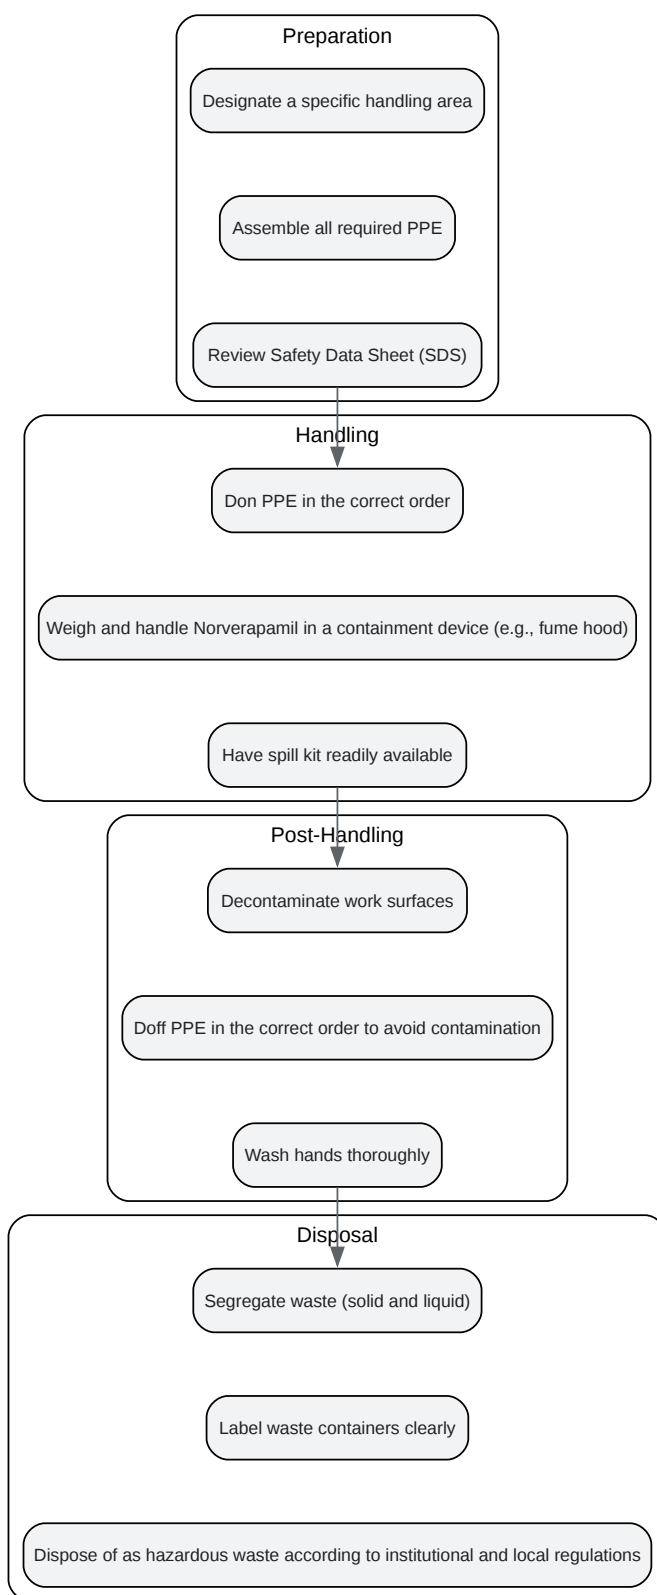 Preparation
Designate a specific handling area
Assemble all required PPE
Review Safety Data Sheet (SDS)
Handling
Don PPE in the correct order
Weigh and handle Norverapamil in a containment device (e.g., fume hood)
Have spill kit readily available
Post-Handling
Decontaminate work surfaces
Doff PPE in the correct order to avoid contamination
Wash hands thoroughly
Disposal
Segregate waste (solid and liquid)
Label waste containers clearly
Dispose of as hazardous waste according to institutional and local regulations